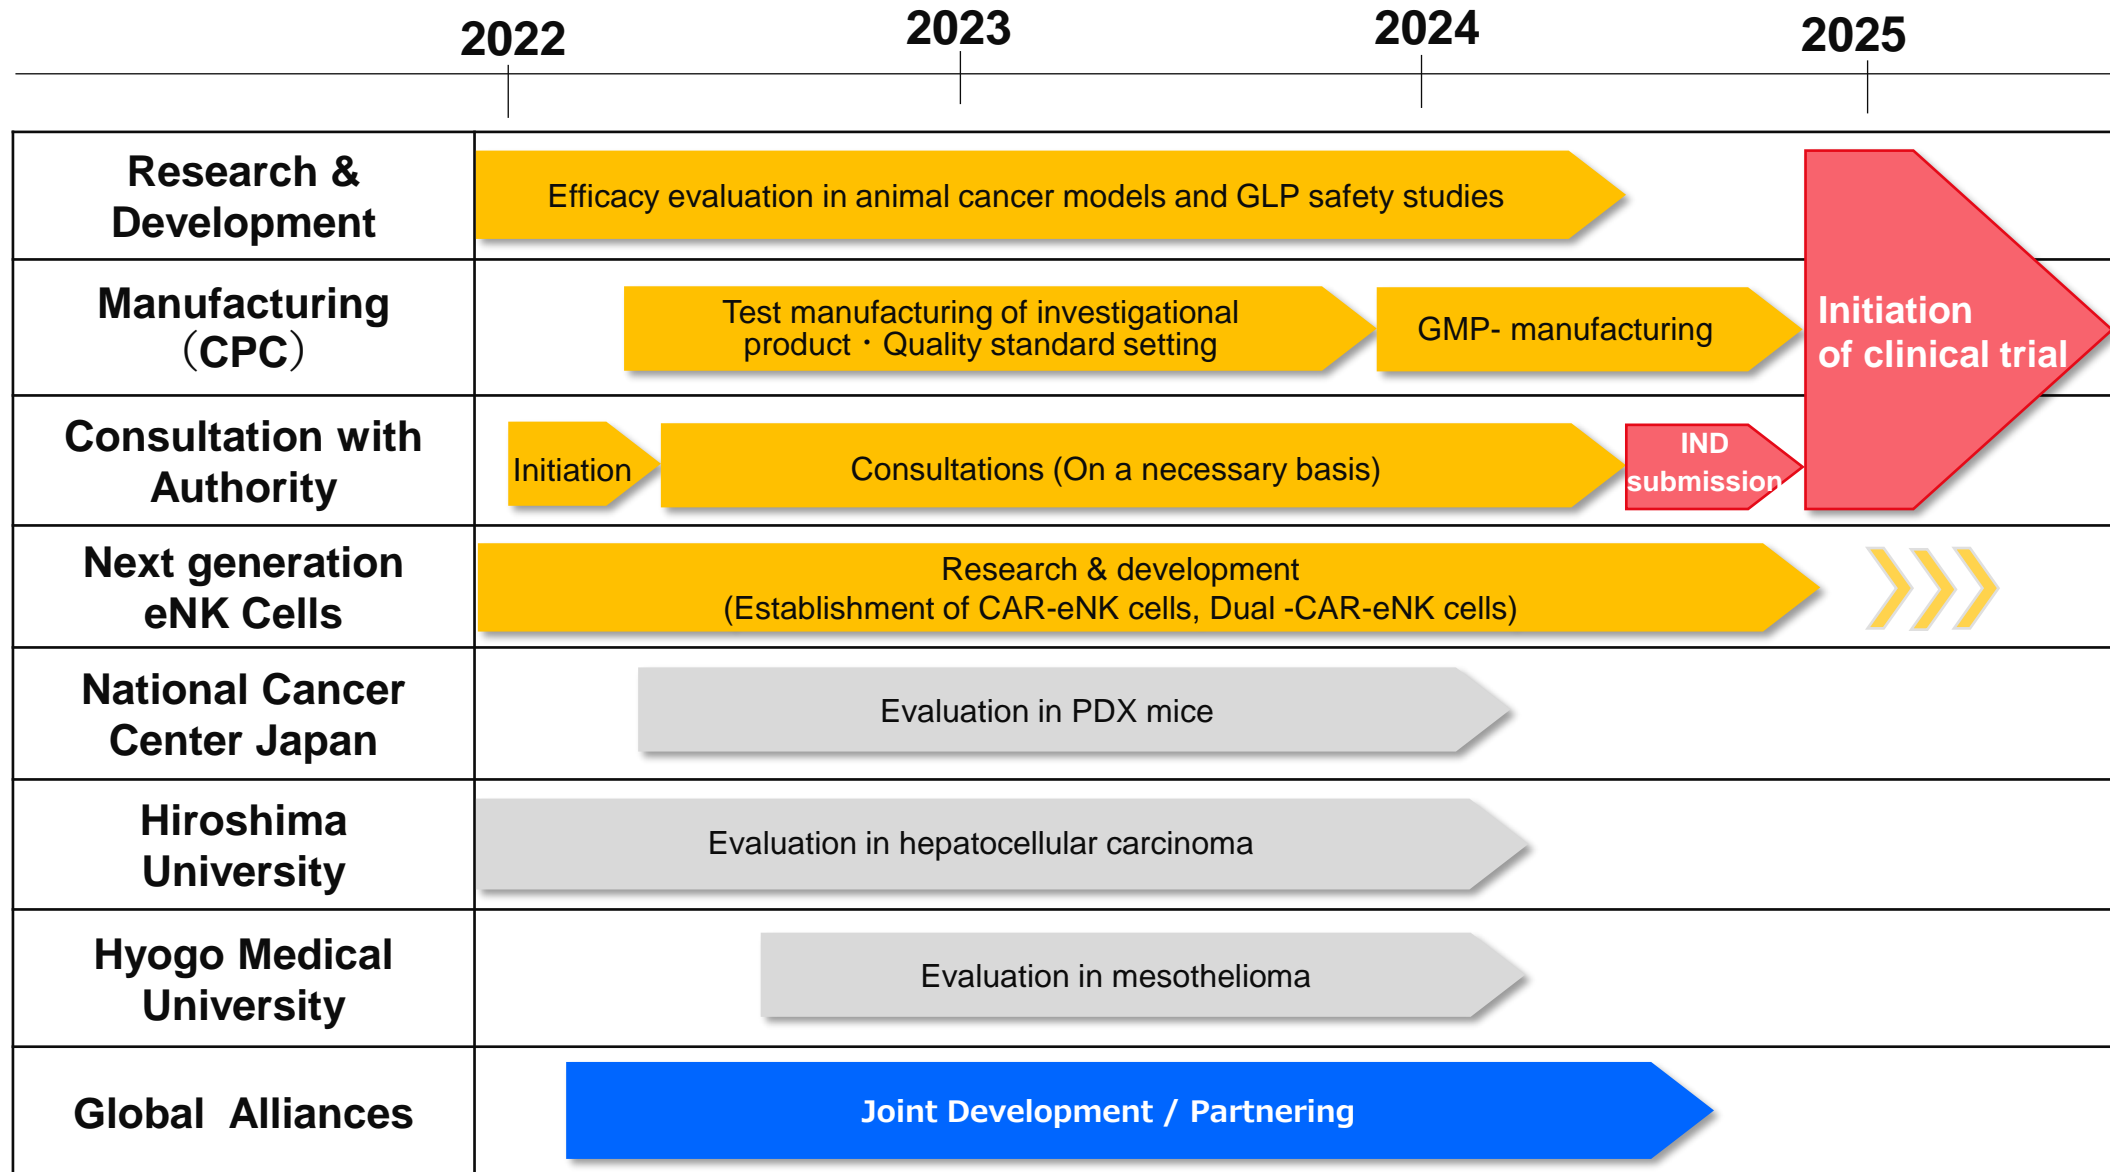 2022
2023
2024
2025
Research &
Development
Efficacy evaluation in animal cancer models and GLP safety studies
Manufacturing
（CPC）
Test manufacturing of investigational
product・Quality standard setting
GMP- manufacturing
Initiation
of clinical trial
Consultation with
Authority
Initiation
Consultations (On a necessary basis)
IND
submission
Next generation
eNK Cells
Research & development
(Establishment of CAR-eNK cells, Dual -CAR-eNK cells)
National Cancer
Center Japan
Evaluation in PDX mice
Hiroshima
University
Evaluation in hepatocellular carcinoma
Hyogo Medical
University
Evaluation in mesothelioma
Global Alliances
Joint Development / Partnering